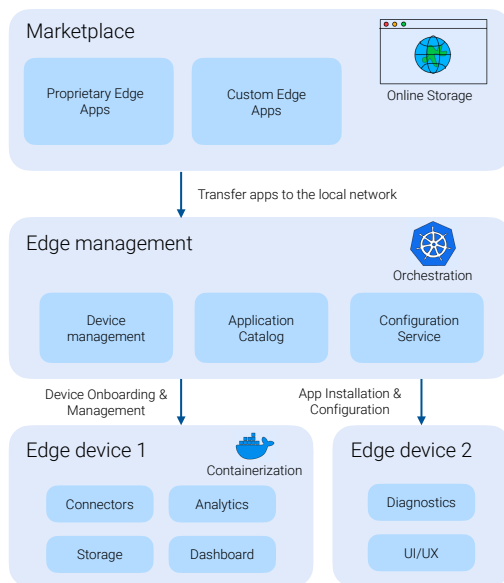 Marketplace
Proprietary Edge
Apps
Custom Edge
Apps
Online Storage
Transfer apps to the local network
Edge management
Orchestration
Device
management
Application
Catalog
Configuration
Service
Device Onboarding &
Management
App Installation &
Configuration
Edge device 1
Containerization
Connectors
Analytics
Storage
Dashboard
Edge device 2
Diagnostics
UI/UX